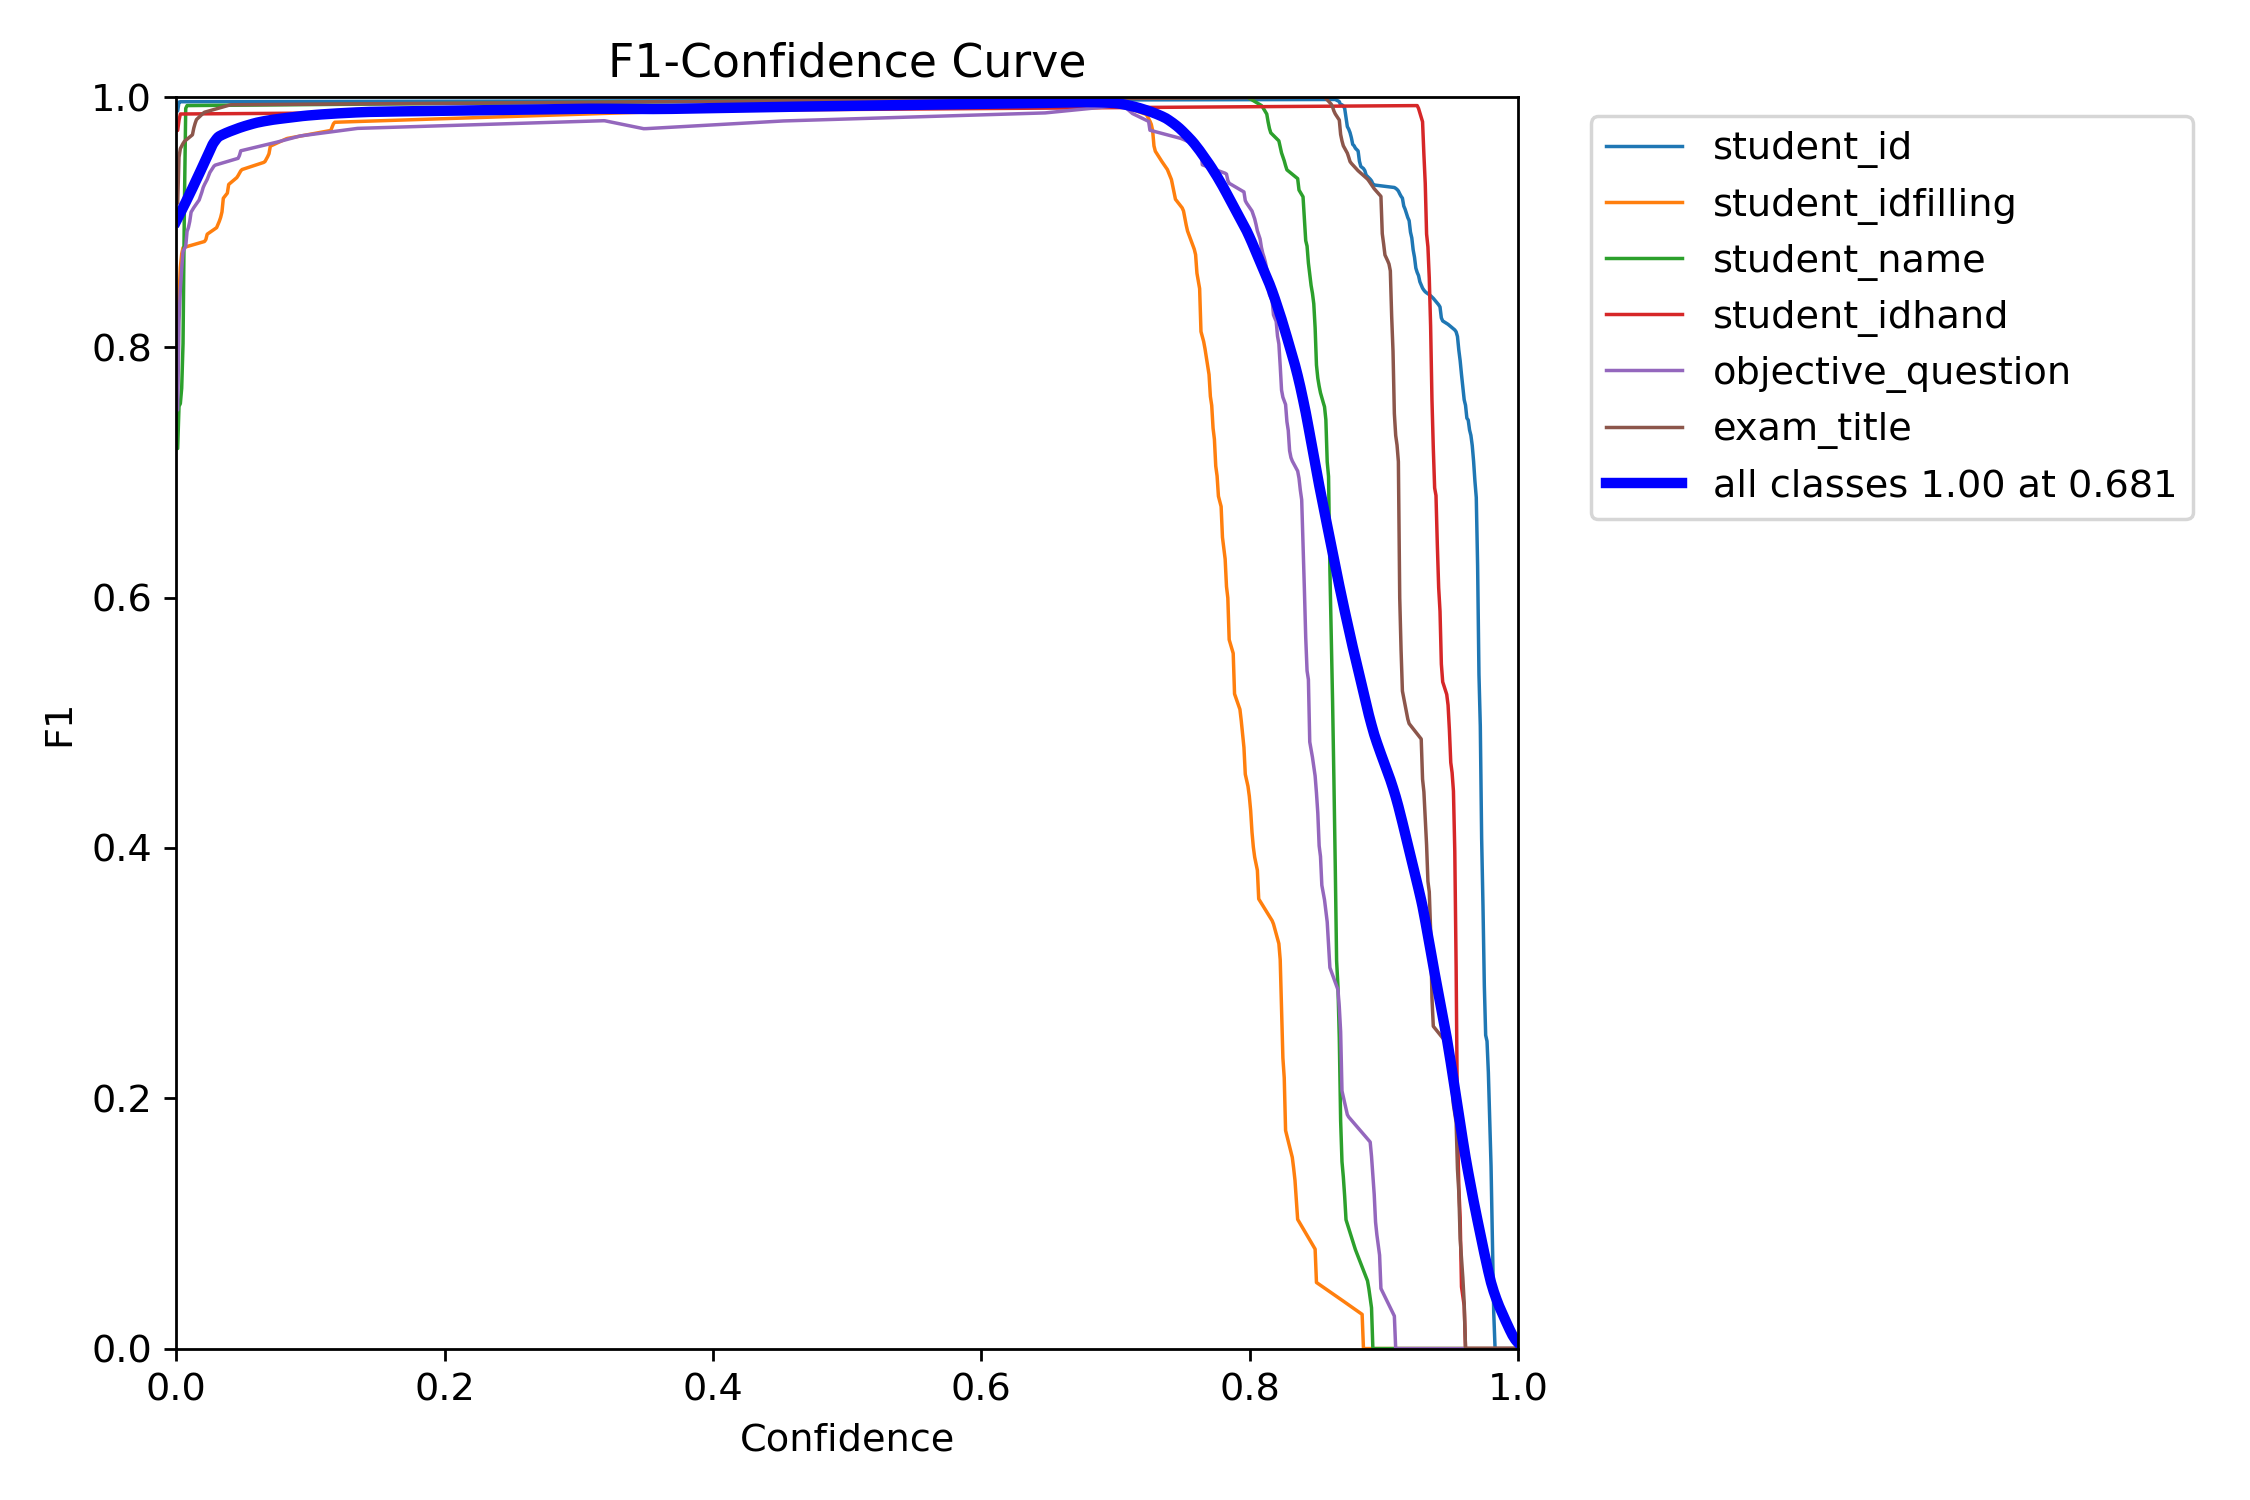 F1-Confidence Curve
1.0
0.8
0.6
0.4
0.2
0.0
F1
0.0 0.2 0.4 0.6 0.8 1.0
Confidence
student_id
student_idfilling
student_name
student_idhand
objective_question
exam_title
all classes 1.00 at 0.681